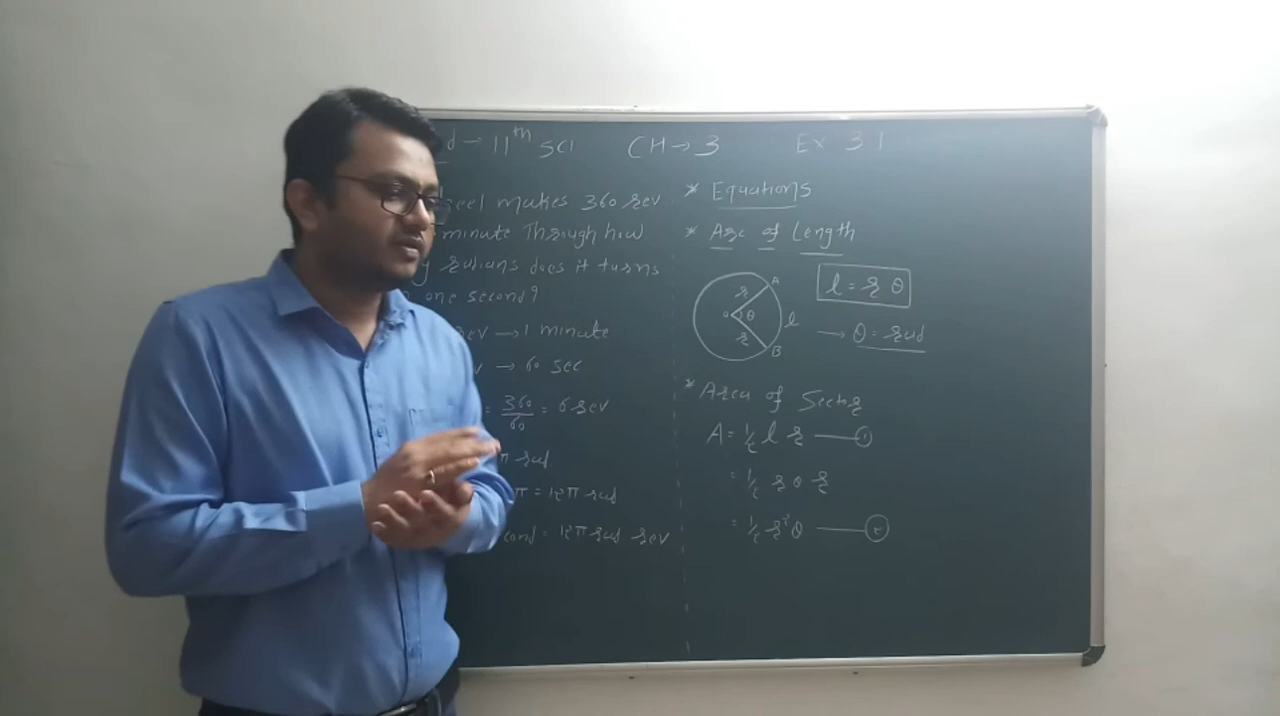 d → 11th SCI CH → 3 Ex 3.1
eel makes 360 rev
minute Through how
y radians does it turns
one second?
ev → 1 minute
v → 60 sec
= 360/60 = 6 rev
π rad
π = 12π rad
cond = 12π rad rev
* Equations
* Arc of Length
A
r
l = r θ
o θ l
→ θ = rad
r
B
* Area of Sectr
A = 1/2 l r — 1
= 1/2 r θ r
= 1/2 r² θ — 2